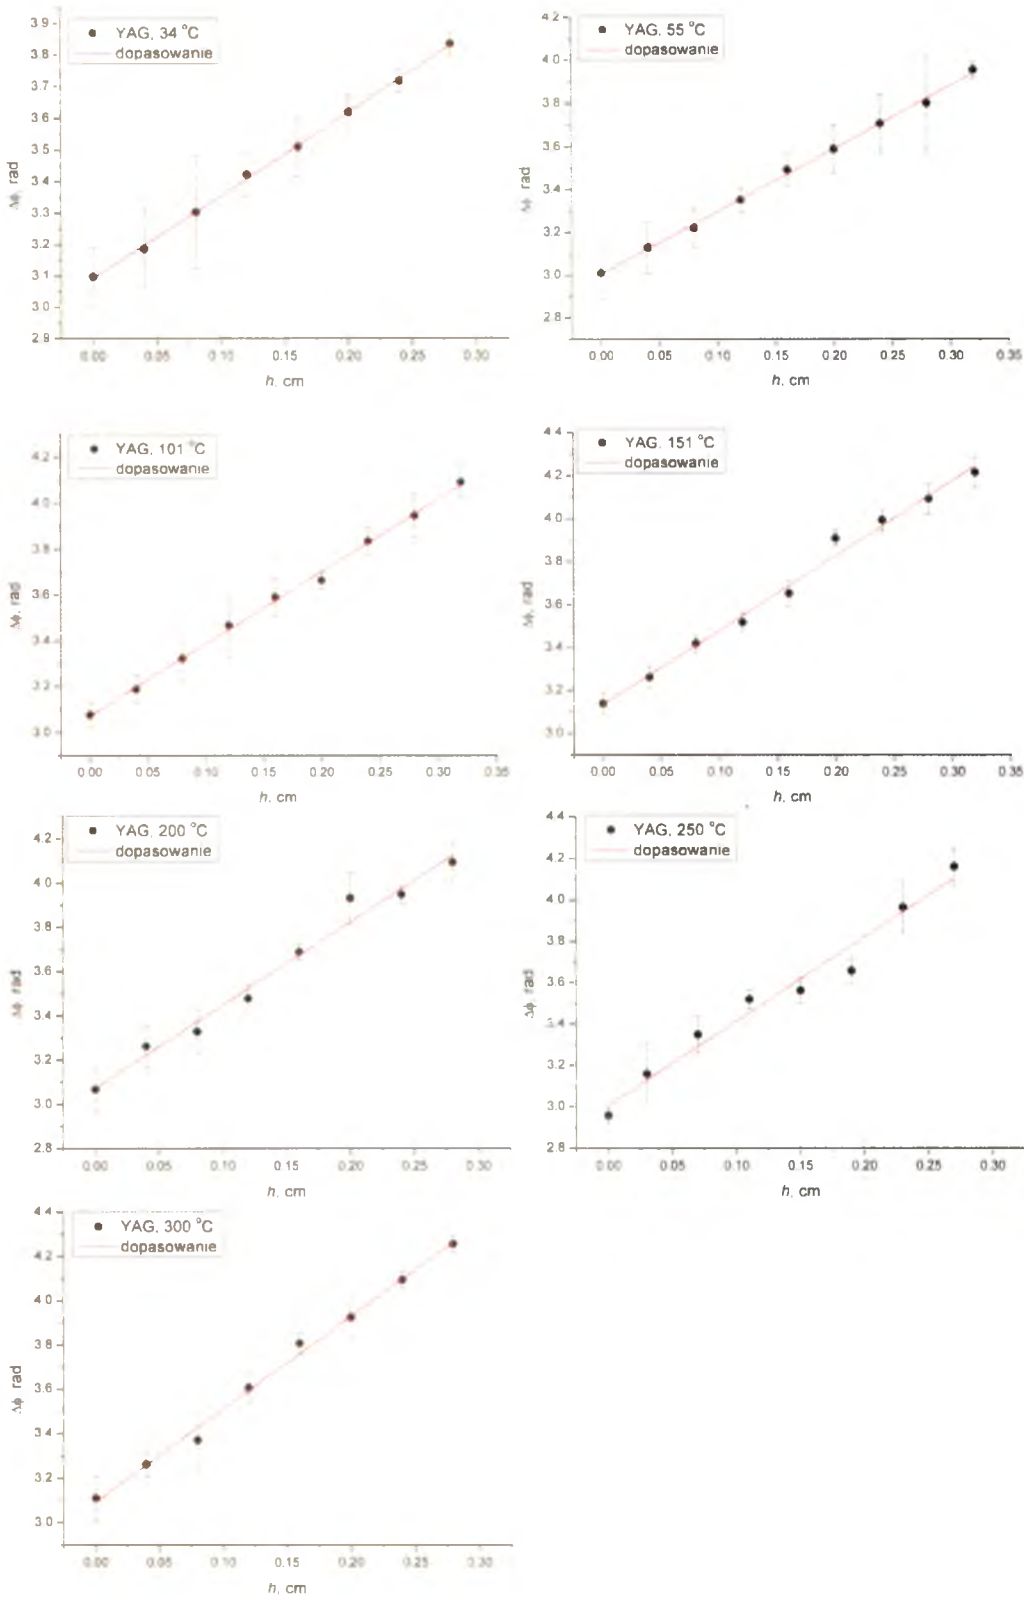 YAG, 34 °C
dopasowanie
3.9
3.8
3.7
3.6
3.5
3.4
3.3
3.2
3.1
3.0
2.9
Δϕ, rad
0.00 0.05 0.10 0.15 0.20 0.25 0.30
h, cm
YAG, 55 °C
dopasowanie
4.2
4.0
3.8
3.6
3.4
3.2
3.0
2.8
Δϕ, rad
0.00 0.05 0.10 0.15 0.20 0.25 0.30 0.35
h, cm
YAG, 101 °C
dopasowanie
4.2
4.0
3.8
3.6
3.4
3.2
3.0
Δϕ, rad
0.00 0.05 0.10 0.15 0.20 0.25 0.30 0.35
h, cm
YAG, 151 °C
dopasowanie
4.4
4.2
4.0
3.8
3.6
3.4
3.2
3.0
Δϕ, rad
0.00 0.05 0.10 0.15 0.20 0.25 0.30 0.35
h, cm
YAG, 200 °C
dopasowanie
4.2
4.0
3.8
3.6
3.4
3.2
3.0
2.8
Δϕ, rad
0.00 0.05 0.10 0.15 0.20 0.25 0.30
h, cm
YAG, 250 °C
dopasowanie
4.4
4.2
4.0
3.8
3.6
3.4
3.2
3.0
2.8
Δϕ, rad
0.00 0.05 0.10 0.15 0.20 0.25 0.30
h, cm
YAG, 300 °C
dopasowanie
4.4
4.2
4.0
3.8
3.6
3.4
3.2
3.0
Δϕ, rad
0.00 0.05 0.10 0.15 0.20 0.25 0.30
h, cm